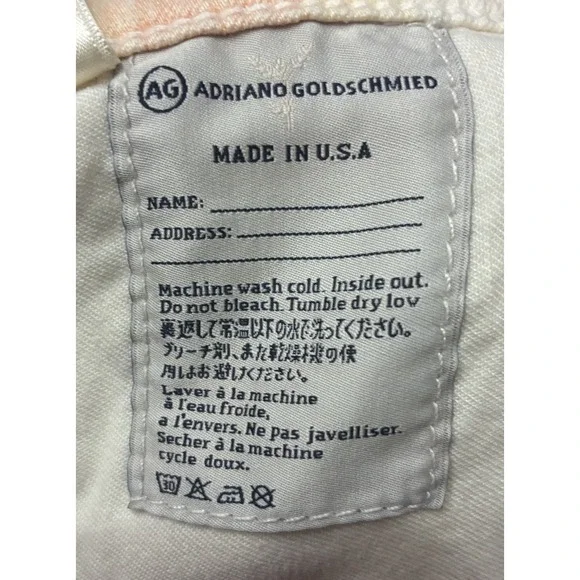 AG ADRIANO GOLDSCHMIED
MADE IN U.S.A
NAME:
ADDRESS:
Machine wash cold. Inside out.
Do not bleach. Tumble dry low
裏返して常温以下の水で洗ってください。
ブリーチ剤、また乾燥機の使
用はお避けください。
Laver à la machine
à l'eau froide,
a l'envers. Ne pas javelliser.
Secher à la machine
cycle doux.
30